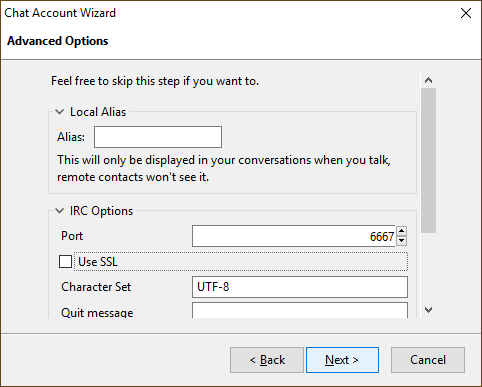 Chat Account Wizard
Advanced Options
Feel free to skip this step if you want to.
Local Alias
Alias:
This will only be displayed in your conversations when you talk,
remote contacts won't see it.
IRC Options
Port 6667
Use SSL
Character Set UTF-8
Quit message
< Back Next > Cancel